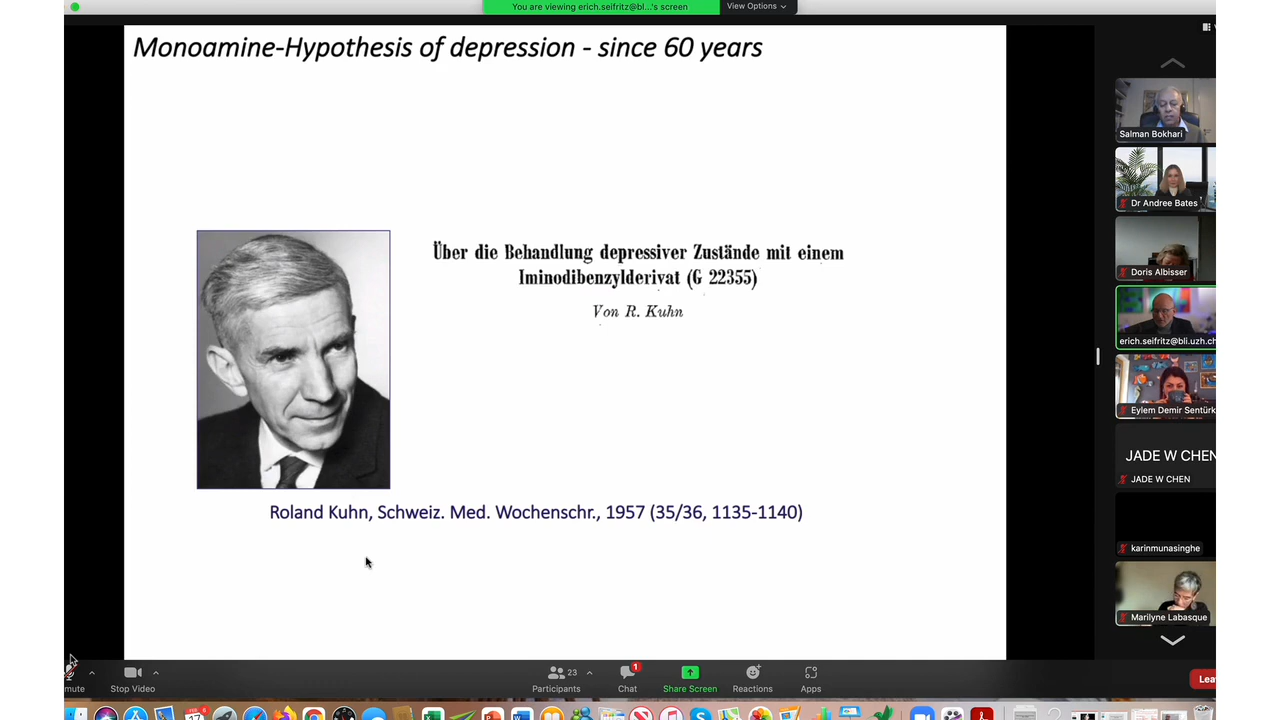 You are viewing erich.seifritz@bl...'s screen
View Options
Monoamine-Hypothesis of depression - since 60 years
Über die Behandlung depressiver Zustände mit einem
Iminodibenzylderivat (G 22355)
Von R. Kuhn
Roland Kuhn, Schweiz. Med. Wochenschr., 1957 (35/36, 1135-1140)
Salman Bokhari
Dr Andree Bates
Doris Albisser
erich.seifritz@bli.uzh.ch
Eylem Demir Sentürk
JADE W CHEN
JADE W CHEN
karinmunasinghe
Marilyne Labasque
mute
Stop Video
Participants
23
Chat
1
Share Screen
Reactions
Apps
Lea
17